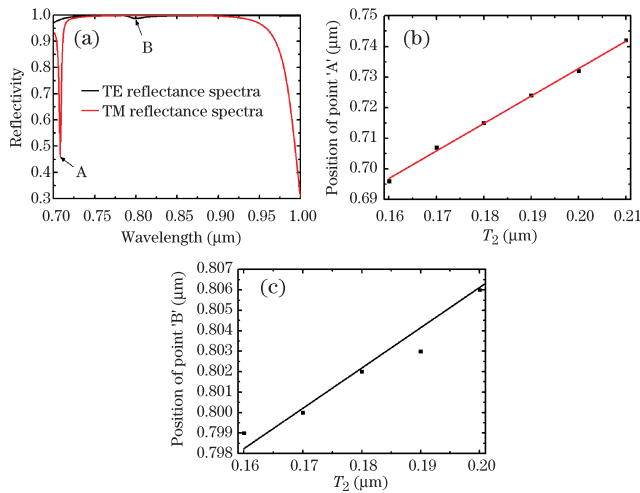 (a)
B
A
TE reflectance spectra
TM reflectance spectra
Reflectivity
1.0
0.9
0.8
0.7
0.6
0.5
0.4
0.3
0.70 0.75 0.80 0.85 0.90 0.95 1.00
Wavelength (μm)
(b)
Position of point 'A' (μm)
0.75
0.74
0.73
0.72
0.71
0.70
0.69
0.16 0.17 0.18 0.19 0.20 0.21
T2 (μm)
(c)
Position of point 'B' (μm)
0.807
0.806
0.805
0.804
0.803
0.802
0.801
0.800
0.799
0.798
0.16 0.17 0.18 0.19 0.20
T2 (μm)